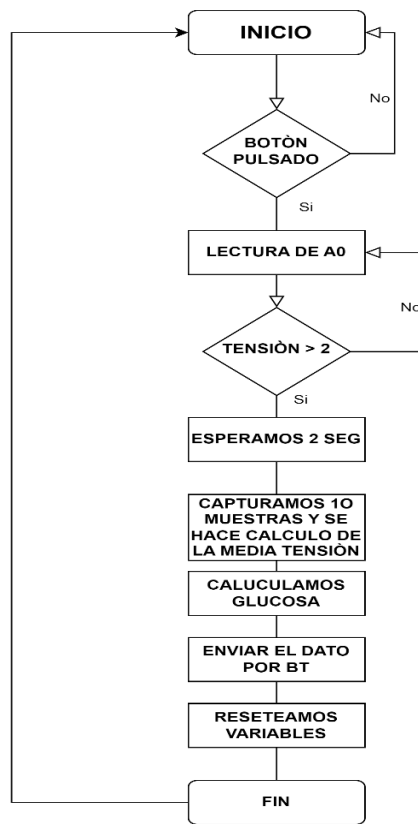 INICIO
No
BOTÒN
PULSADO
Si
LECTURA DE A0
No
TENSIÒN > 2
Si
ESPERAMOS 2 SEG
CAPTURAMOS 1O
MUESTRAS Y SE
HACE CALCULO DE
LA MEDIA TENSIÒN
CALUCULAMOS
GLUCOSA
ENVIAR EL DATO
POR BT
RESETEAMOS
VARIABLES
FIN